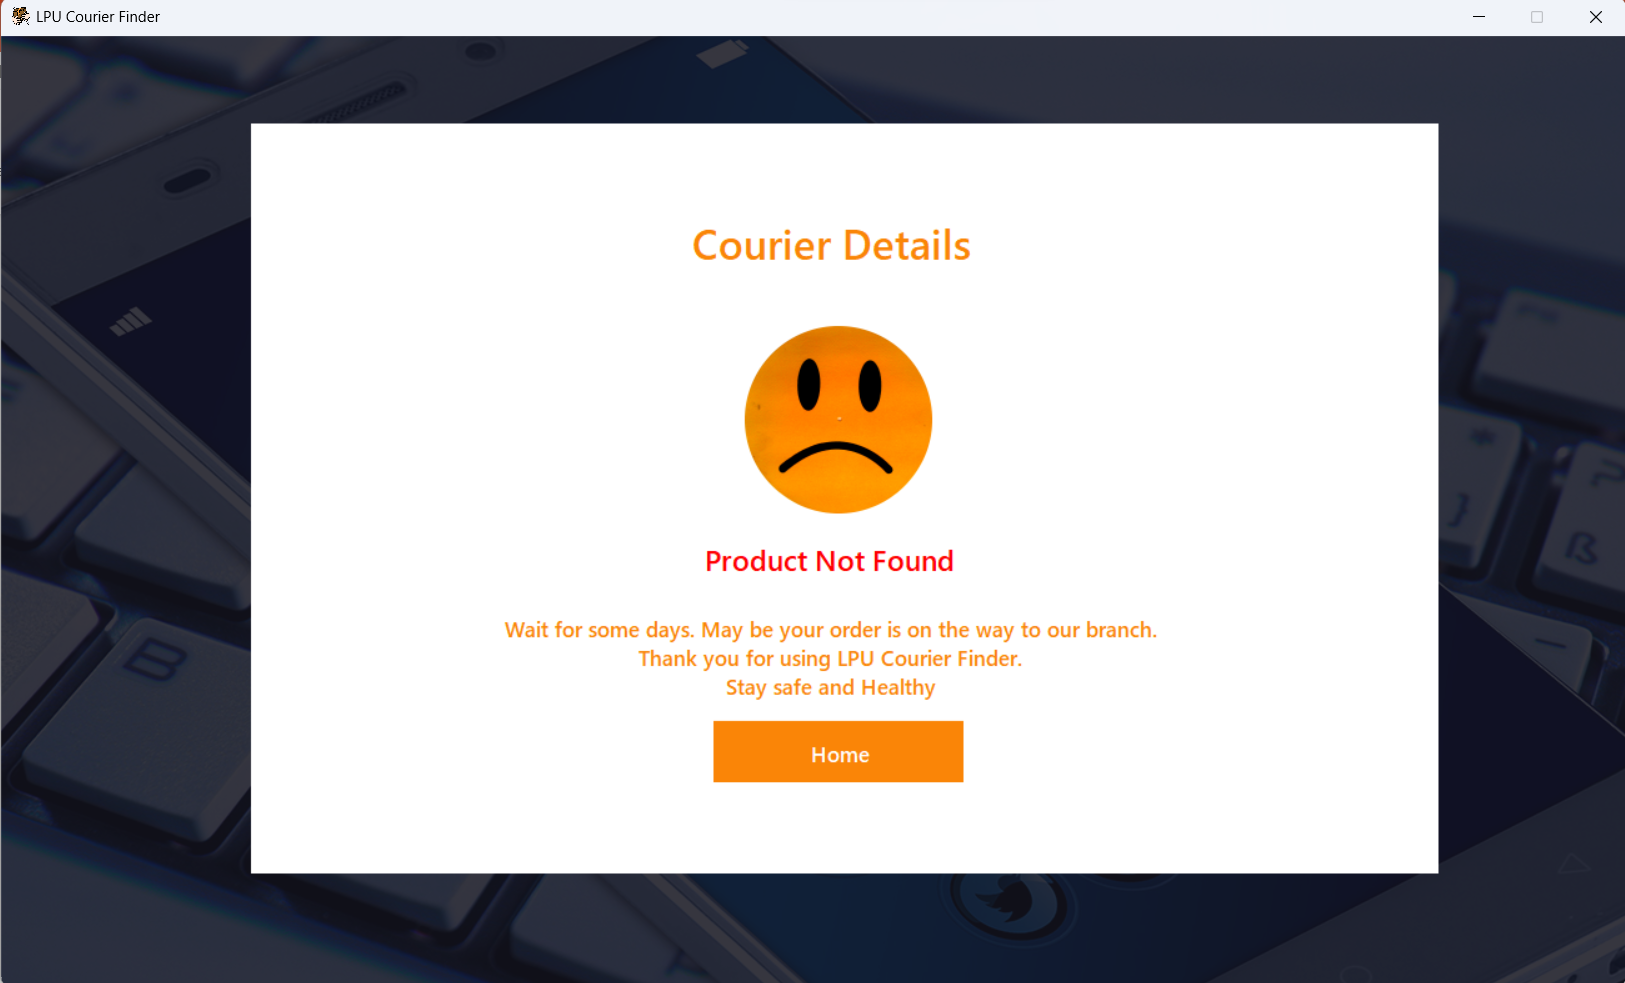 LPU Courier Finder
Courier Details
Product Not Found
Wait for some days. May be your order is on the way to our branch.
Thank you for using LPU Courier Finder.
Stay safe and Healthy
Home
B